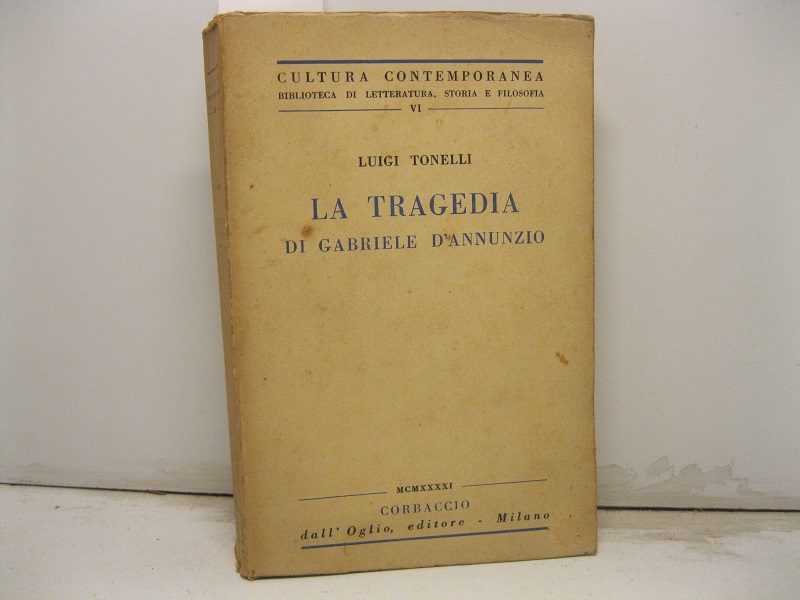 CULTURA CONTEMPORANEA
BIBLIOTECA DI LETTERATURA, STORIA E FILOSOFIA
VI
LUIGI TONELLI
LA TRAGEDIA
DI GABRIELE D'ANNUNZIO
MCMXXXXI
CORBACCIO
dall'Oglio, editore - Milano